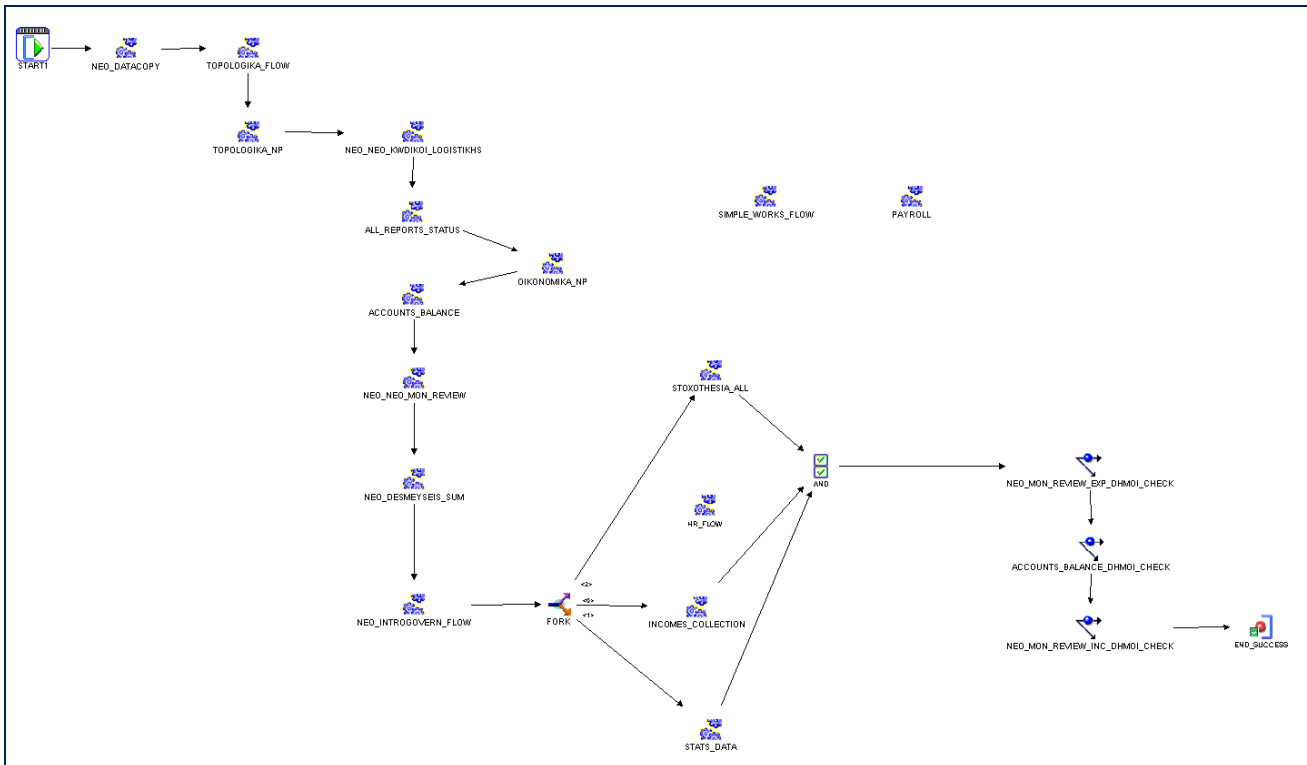 START1
NEO_DATACOPY
TOPOLOGIKA_FLOW
TOPOLOGIKA_NP
NEO_NEO_KWDIKOI_LOGISTIKHS
SIMPLE_WORKS_FLOW
PAYROLL
ALL_REPORTS_STATUS
OIKONOMIKA_NP
ACCOUNTS_BALANCE
NEO_NEO_MON_REVIEW
STOXOTHESIA_ALL
AND
NEO_MON_REVIEW_EXP_DHMOI_CHECK
NEO_DESMEYSEIS_SUM
HR_FLOW
ACCOUNTS_BALANCE_DHMOI_CHECK
<2>
<0>
<1>
NEO_INTROGOVERN_FLOW
FORK
INCOMES_COLLECTION
NEO_MON_REVIEW_INC_DHMOI_CHECK
END_SUCCESS
STATS_DATA